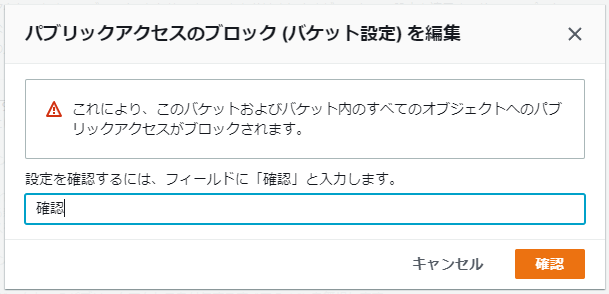 パブリックアクセスのブロック (バケット設定) を編集
これにより、このバケットおよびバケット内のすべてのオブジェクトへのパブ
リックアクセスがブロックされます。
設定を確認するには、フィールドに「確認」と入力します。
確認
キャンセル
確認